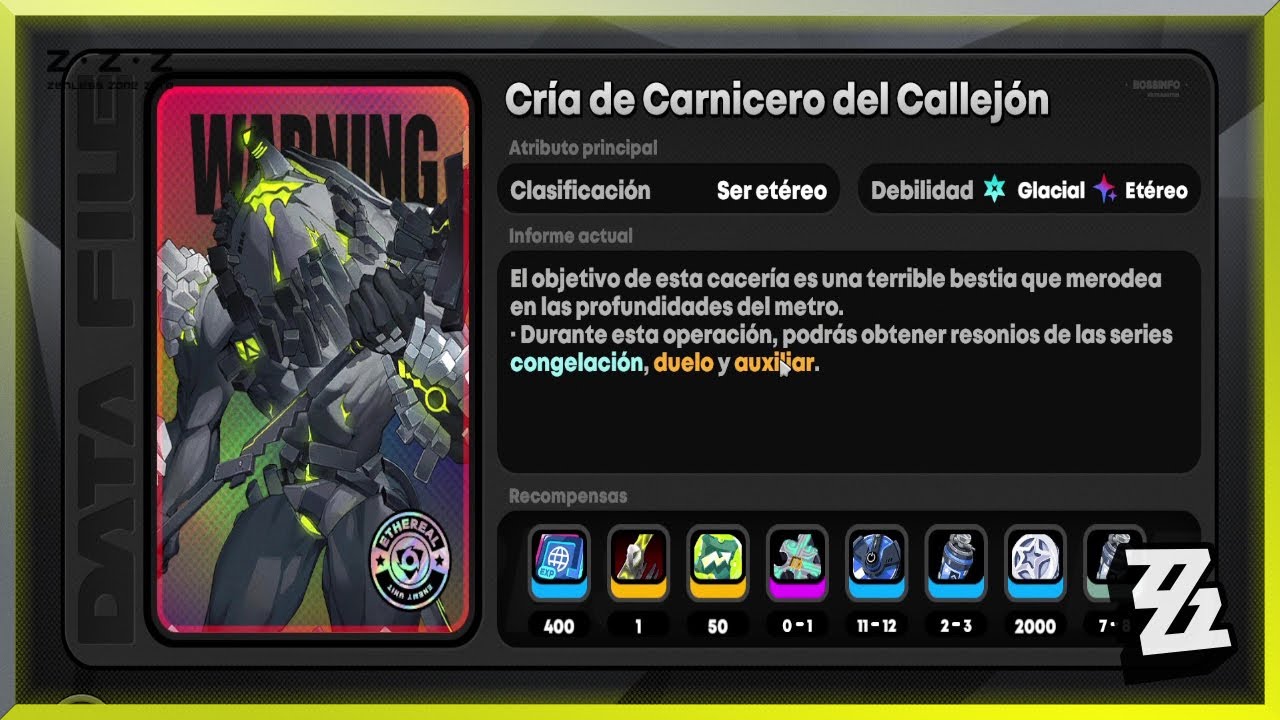 Z·Z·Z
ZENLESS ZONE ZERO
DATA FILE
WARNING
ETHEREAL
ENEMY UNIT
Cría de Carnicero del Callejón
Atributo principal
Clasificación Ser etéreo
Debilidad Glacial Etéreo
Informe actual
El objetivo de esta cacería es una terrible bestia que merodea
en las profundidades del metro.
· Durante esta operación, podrás obtener resonios de las series
congelación, duelo y auxiliar.
Recompensas
EXP
400 1 50 0-1 11-12 2-3 2000 7-8